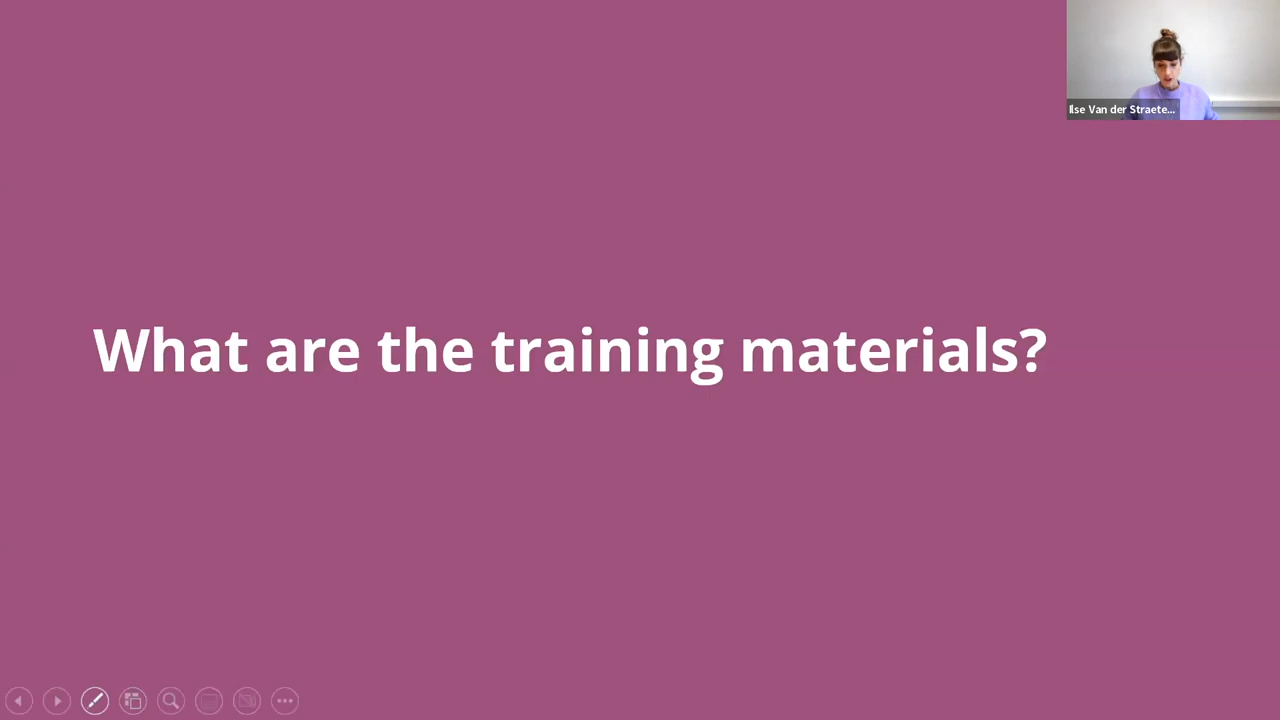 Ilse Van der Straete...
What are the training materials?